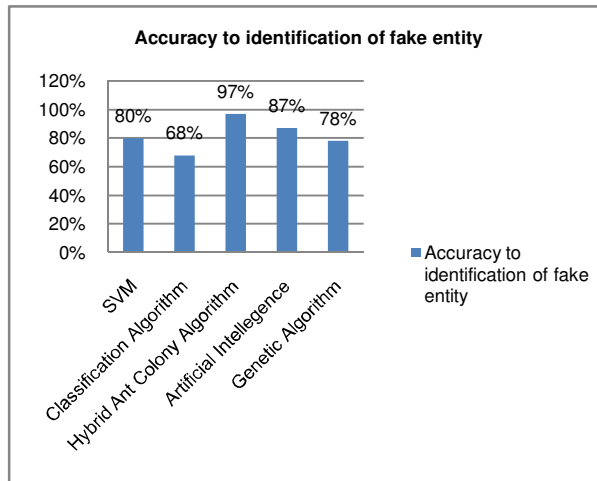 Accuracy to identification of fake entity
120%
100%
80%
60%
40%
20%
0%
80%
68%
97%
87%
78%
SVM
Classification Algorithm
Hybrid Ant Colony Algorithm
Artificial Intellegence
Genetic Algorithm
Accuracy to
identification of fake
entity